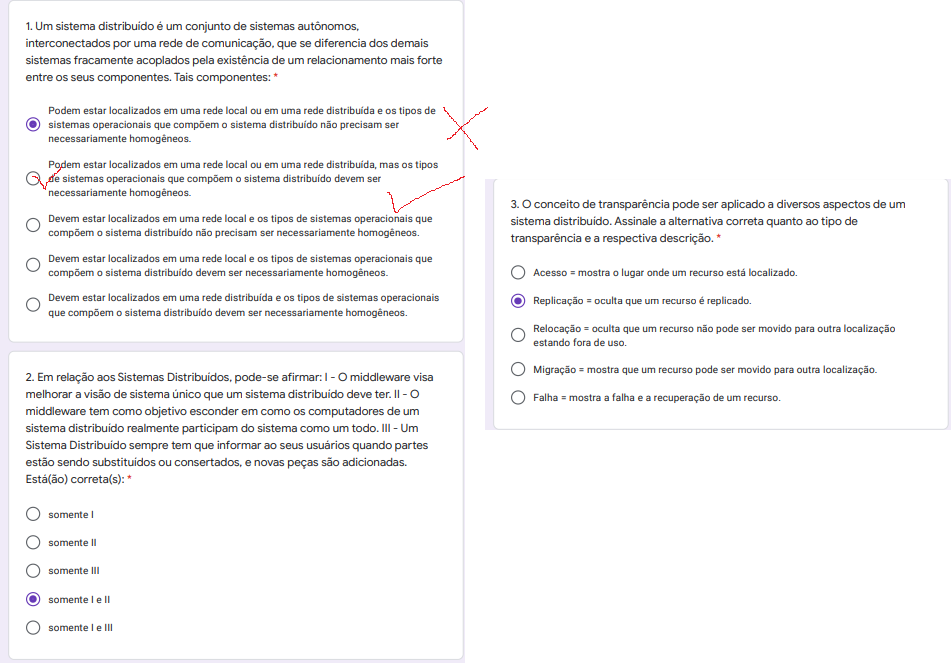 1. Um sistema distribuído é um conjunto de sistemas autônomos,
interconectados por uma rede de comunicação, que se diferencia dos demais
sistemas fracamente acoplados pela existência de um relacionamento mais forte
entre os seus componentes. Tais componentes: *
Podem estar localizados em uma rede local ou em uma rede distribuída e os tipos de
sistemas operacionais que compõem o sistema distribuído não precisam ser
necessariamente homogêneos.
Podem estar localizados em uma rede local ou em uma rede distribuída, mas os tipos
de sistemas operacionais que compõem o sistema distribuído devem ser
necessariamente homogêneos.
Devem estar localizados em uma rede local e os tipos de sistemas operacionais que
compõem o sistema distribuído não precisam ser necessariamente homogêneos.
Devem estar localizados em uma rede local e os tipos de sistemas operacionais que
compõem o sistema distribuído devem ser necessariamente homogêneos.
Devem estar localizados em uma rede distribuída e os tipos de sistemas operacionais
que compõem o sistema distribuído devem ser necessariamente homogêneos.
2. Em relação aos Sistemas Distribuídos, pode-se afirmar: I - O middleware visa
melhorar a visão de sistema único que um sistema distribuído deve ter. II - O
middleware tem como objetivo esconder em como os computadores de um
sistema distribuído realmente participam do sistema como um todo. III - Um
Sistema Distribuído sempre tem que informar ao seus usuários quando partes
estão sendo substituídos ou consertados, e novas peças são adicionadas.
Está(ão) correta(s): *
somente I
somente II
somente III
somente I e II
somente I e III
3. O conceito de transparência pode ser aplicado a diversos aspectos de um
sistema distribuído. Assinale a alternativa correta quanto ao tipo de
transparência e a respectiva descrição. *
Acesso = mostra o lugar onde um recurso está localizado.
Replicação = oculta que um recurso é replicado.
Relocação = oculta que um recurso não pode ser movido para outra localização
estando fora de uso.
Migração = mostra que um recurso pode ser movido para outra localização.
Falha = mostra a falha e a recuperação de um recurso.